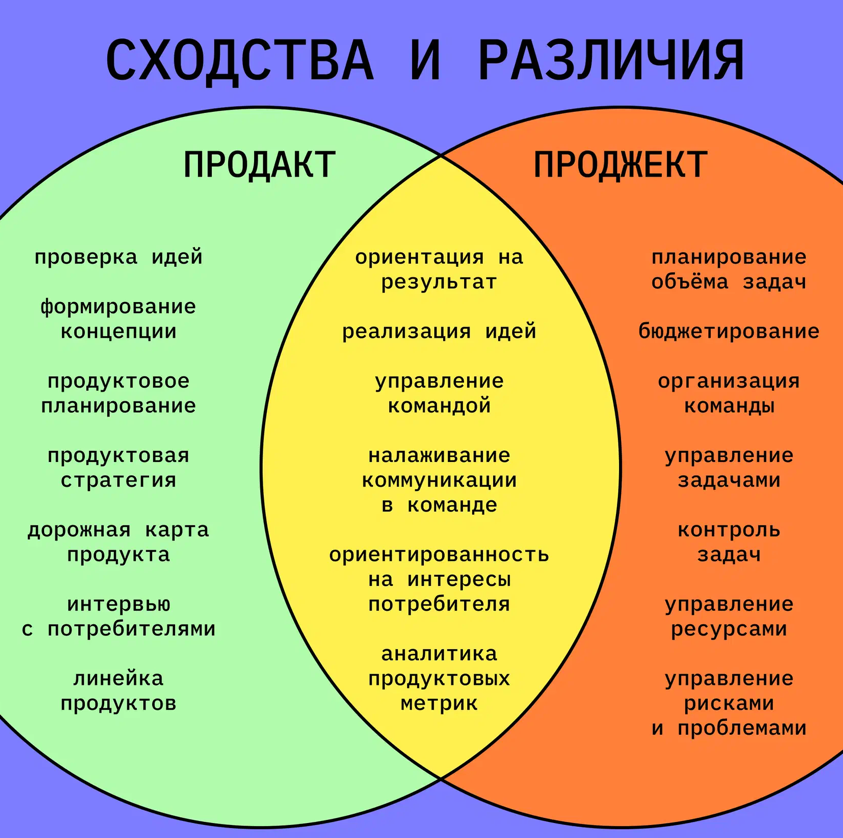 СХОДСТВА И РАЗЛИЧИЯ
ПРОДАКТ
проверка идей
формирование
концепции
продуктовое
планирование
продуктовая
стратегия
дорожная карта
продукта
интервью
с потребителями
линейка
продуктов
ориентация на
результат
реализация идей
управление
командой
налаживание
коммуникации
в команде
ориентированность
на интересы
потребителя
аналитика
продуктовых
метрик
ПРОДЖЕКТ
планирование
объёма задач
бюджетирование
организация
команды
управление
задачами
контроль
задач
управление
ресурсами
управление
рисками
и проблемами